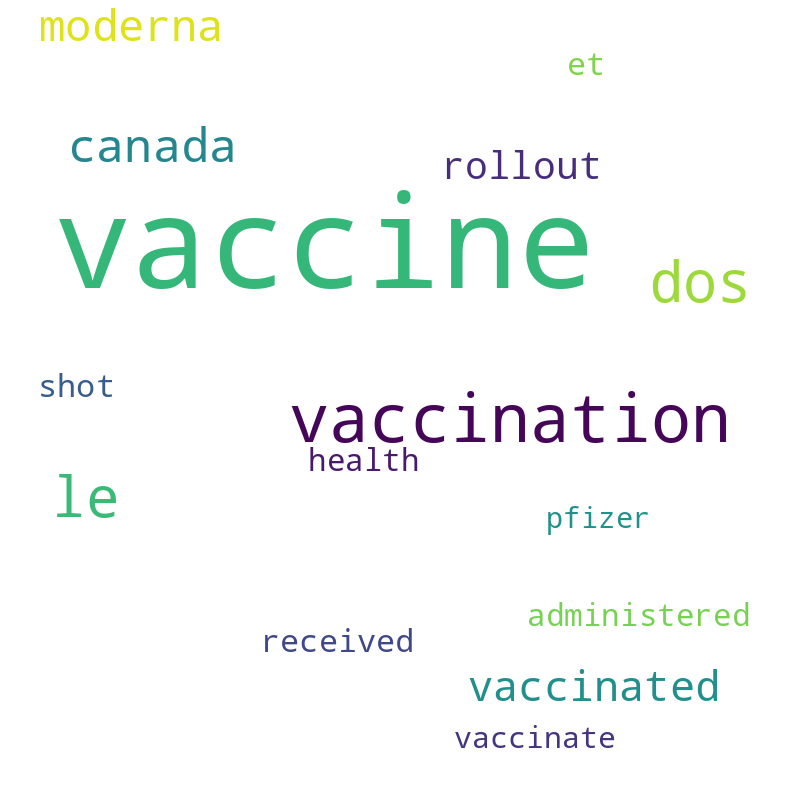 moderna
et
canada
rollout
vaccine
dos
shot
vaccination
health
le
pfizer
administered
received
vaccinated
vaccinate